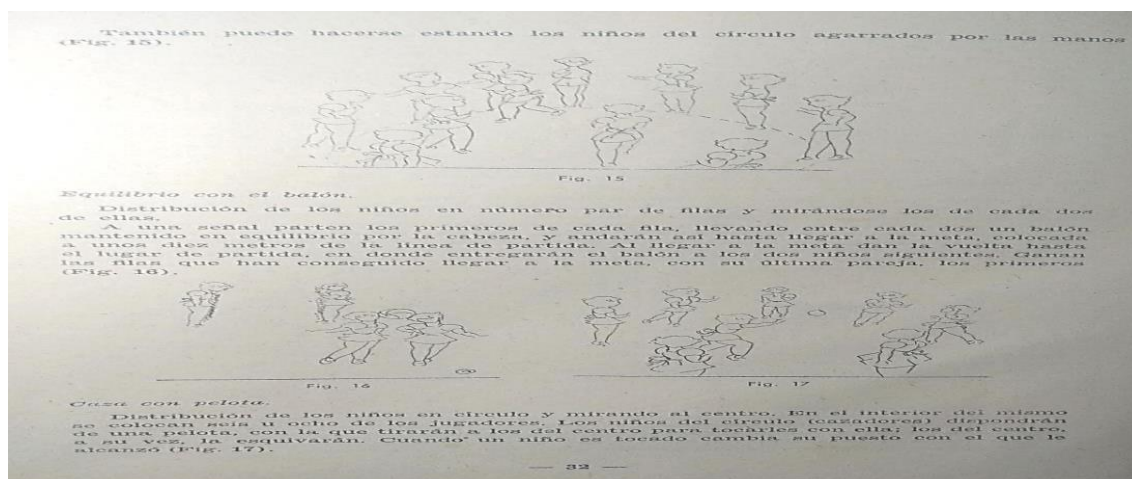 También puede hacerse estando los niños del círculo agarrados por las manos
(Fig. 15).
Fig. 15
Equilibrio con el balón.
Distribución de los niños en número par de filas y mirándose los de cada dos
de ellas.
A una señal parten los primeros de cada fila, llevando entre cada dos un balón
mantenido en equilibrio por la cabeza, y andarán así hasta llegar a la meta, colocada
a unos diez metros de la línea de partida. Al llegar a la meta dan la vuelta hasta
el lugar de partida, en donde entregarán el balón a los dos niños siguientes. Ganan
las filas que han conseguido llegar a la meta, con su última pareja, los primeros
(Fig. 16).
Fig. 16
Fig. 17
Caza con pelota.
Distribución de los niños en círculo y mirando al centro. En el interior del mismo
se colocan seis u ocho de los jugadores. Los niños del círculo (cazadores) dispondrán
de una pelota, con la que tirarán a los del centro para tocarles con ella; los del centro,
a su vez, la esquivarán. Cuando un niño es tocado cambia su puesto con el que le
alcanzó (Fig. 17).
— 32 —